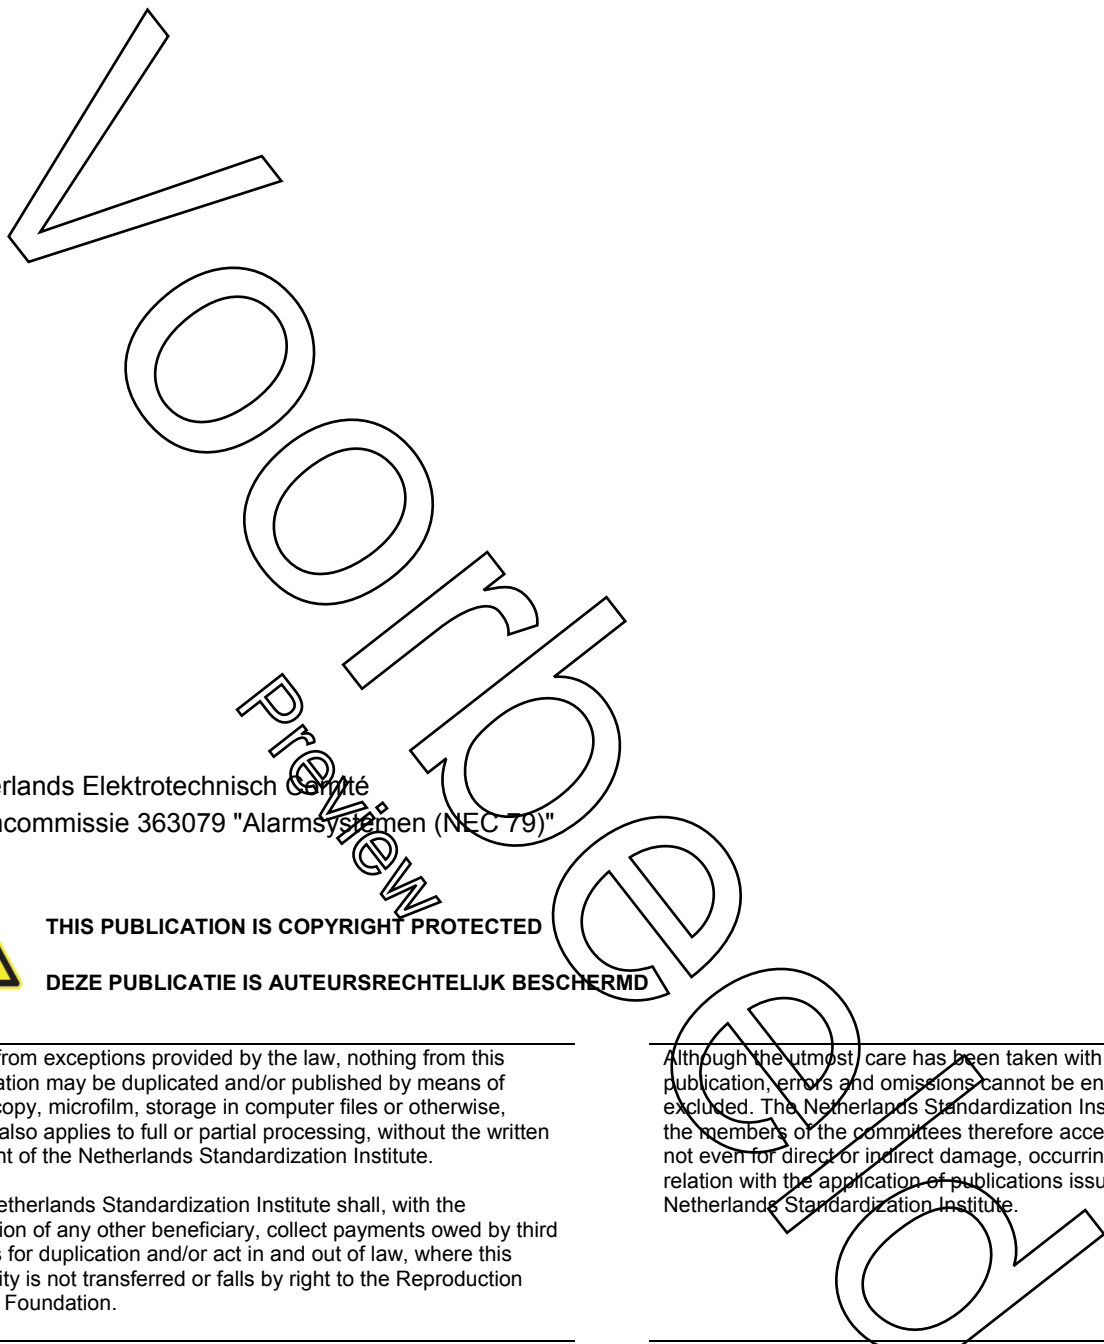 Voorbeeld
Preview
erlands Elektrotechnisch Comité
mcommissie 363079 "Alarmsystemen (NEC 79)"
THIS PUBLICATION IS COPYRIGHT PROTECTED
DEZE PUBLICATIE IS AUTEURSRECHTELIJK BESCHERMD
from exceptions provided by the law, nothing from this
ation may be duplicated and/or published by means of
copy, microfilm, storage in computer files or otherwise,
also applies to full or partial processing, without the written
nt of the Netherlands Standardization Institute.
etherlands Standardization Institute shall, with the
ion of any other beneficiary, collect payments owed by third
s for duplication and/or act in and out of law, where this
ity is not transferred or falls by right to the Reproduction
Foundation.
Although the utmost care has been taken with
publication, errors and omissions cannot be en
excluded. The Netherlands Standardization Ins
the members of the committees therefore acce
not even for direct or indirect damage, occurrin
relation with the application of publications issu
Netherlands Standardization Institute.